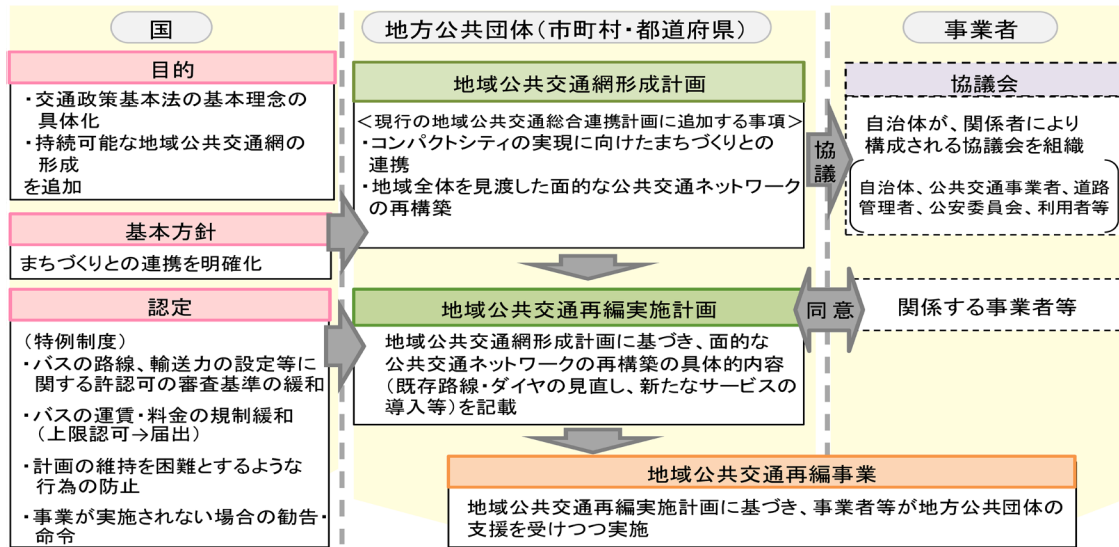 国
目的
・交通政策基本法の基本理念の
具体化
・持続可能な地域公共交通網の
形成
を追加
基本方針
まちづくりとの連携を明確化
認定
(特例制度)
・バスの路線、輸送力の設定等に
関する許認可の審査基準の緩和
・バスの運賃・料金の規制緩和
(上限認可→届出)
・計画の維持を困難とするような
行為の防止
・事業が実施されない場合の勧告・
命令
地方公共団体(市町村・都道府県)
地域公共交通網形成計画
<現行の地域公共交通総合連携計画に追加する事項>
・コンパクトシティの実現に向けたまちづくりとの
連携
・地域全体を見渡した面的な公共交通ネットワーク
の再構築
協議
地域公共交通再編実施計画
地域公共交通網形成計画に基づき、面的な
公共交通ネットワークの再構築の具体的内容
(既存路線・ダイヤの見直し、新たなサービスの
導入等)を記載
同意
事業者
協議会
自治体が、関係者により
構成される協議会を組織
自治体、公共交通事業者、道路
管理者、公安委員会、利用者等
関係する事業者等
地域公共交通再編事業
地域公共交通再編実施計画に基づき、事業者等が地方公共団体の
支援を受けつつ実施